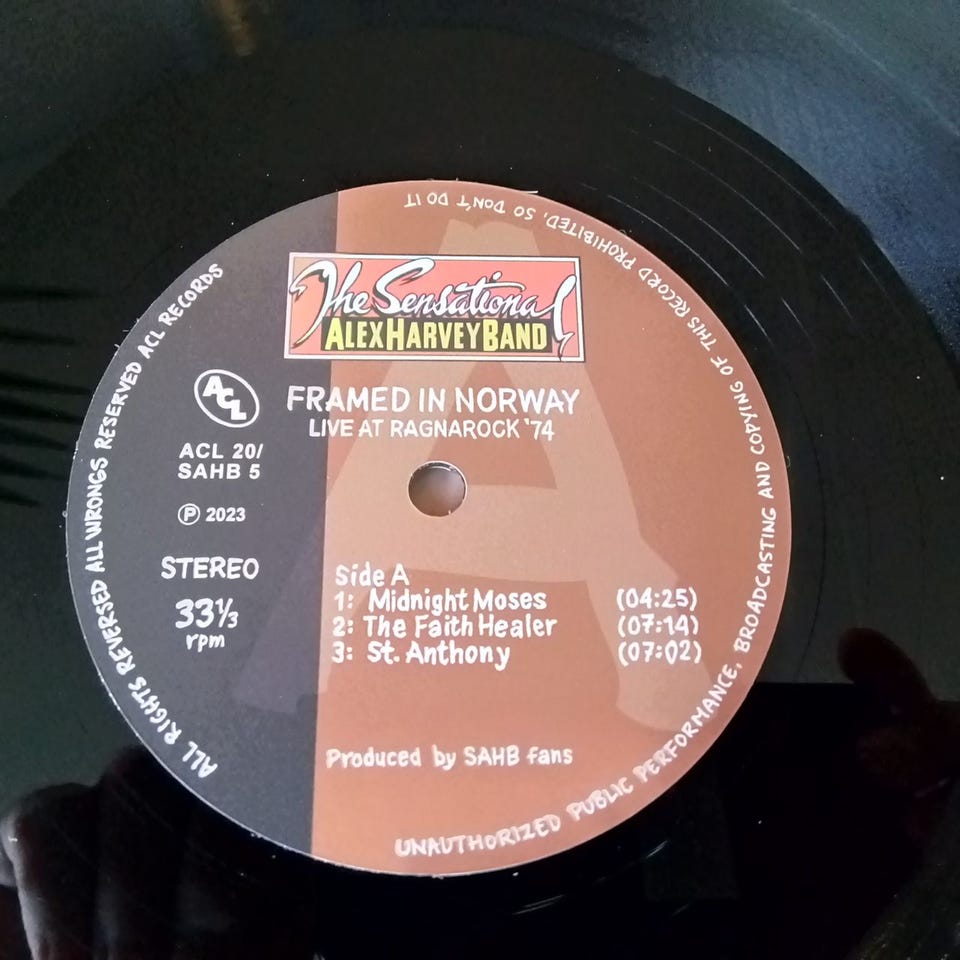 The Sensational
ALEX HARVEY BAND
FRAMED IN NORWAY
LIVE AT RAGNAROCK '74
ACL
ACL 20/
SAHB 5
Ⓟ 2023
STEREO
33⅓
rpm
Side A
1: Midnight Moses (04:25)
2: The Faith Healer (07:14)
3: St. Anthony (07:02)
Produced by SAHB fans
ALL RIGHTS REVERSED ALL WRONGS RESERVED ACL RECORDS
UNAUTHORIZED PUBLIC PERFORMANCE, BROADCASTING AND COPYING OF THIS RECORD PROHIBITED, SO DON'T DO IT
A